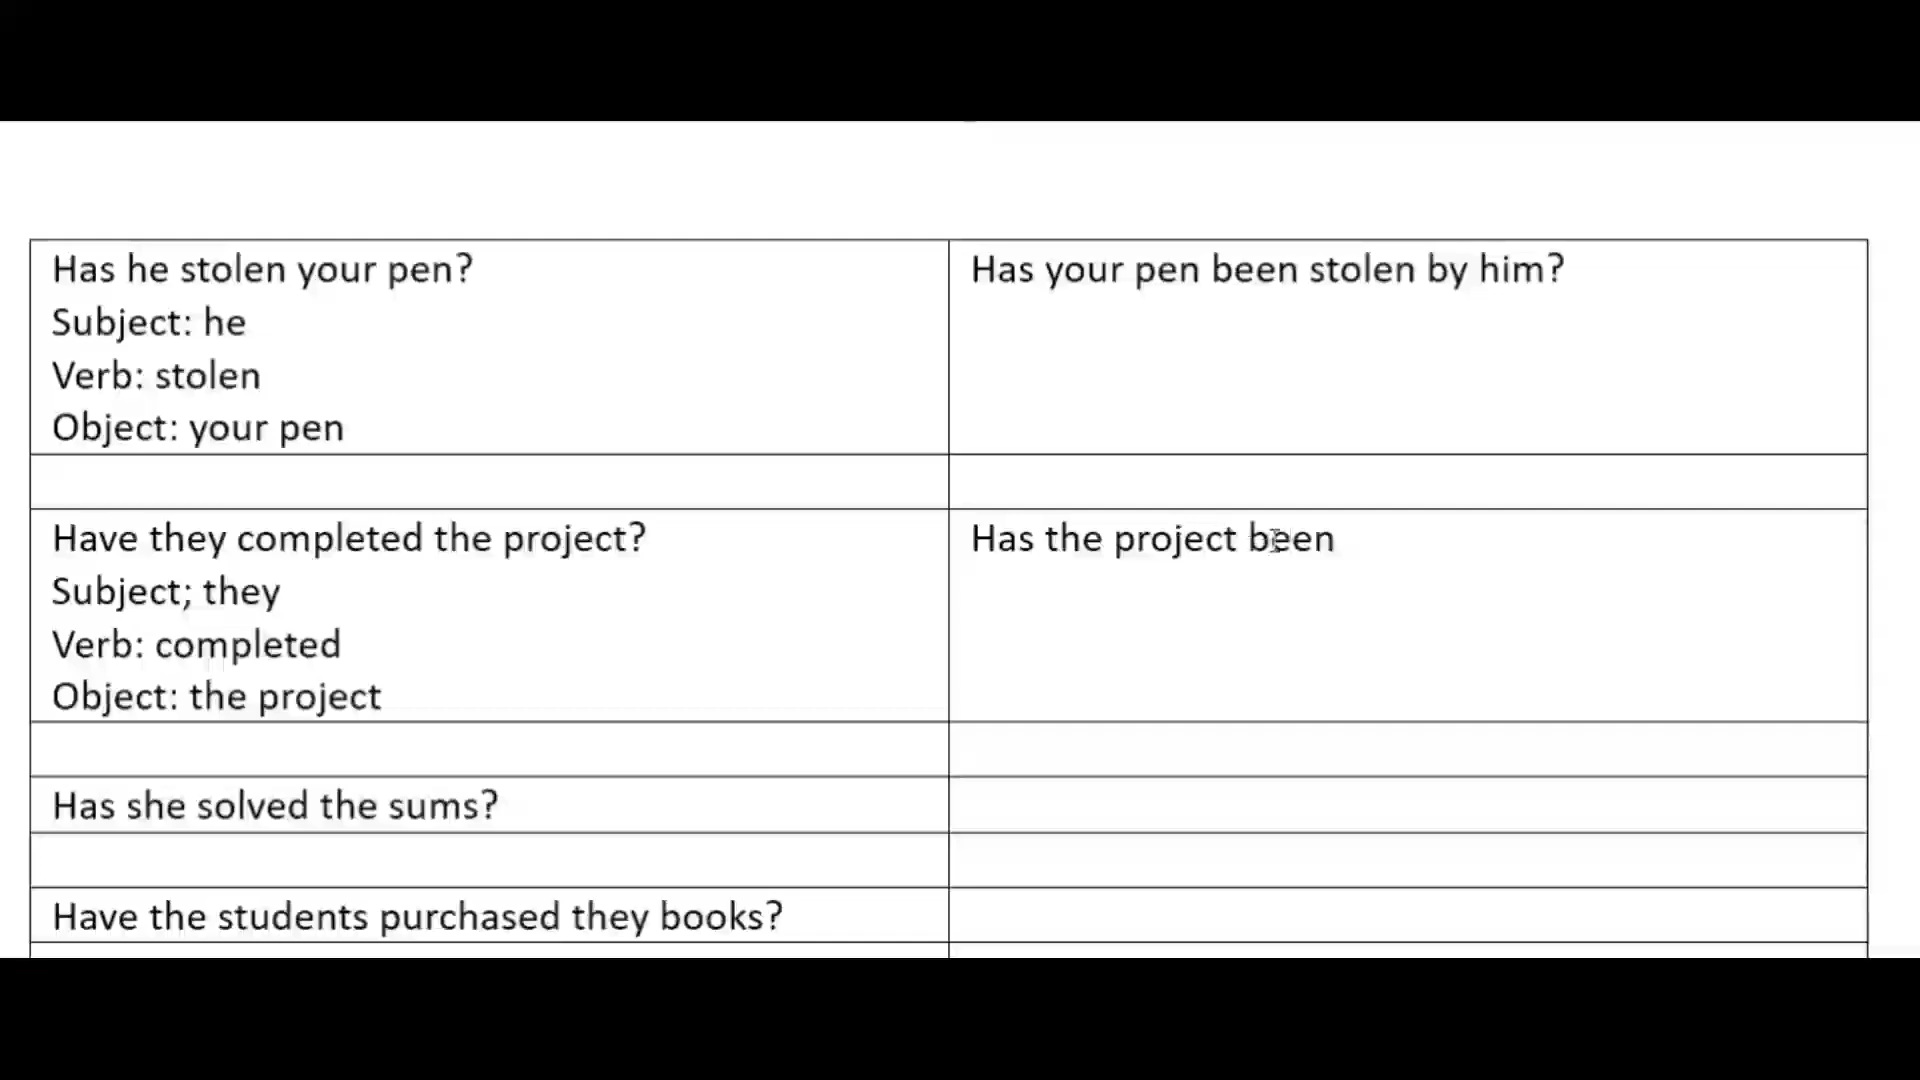 Has he stolen your pen?
Subject: he
Verb: stolen
Object: your pen
Has your pen been stolen by him?
Have they completed the project?
Subject; they
Verb: completed
Object: the project
Has the project been
Has she solved the sums?
Have the students purchased they books?